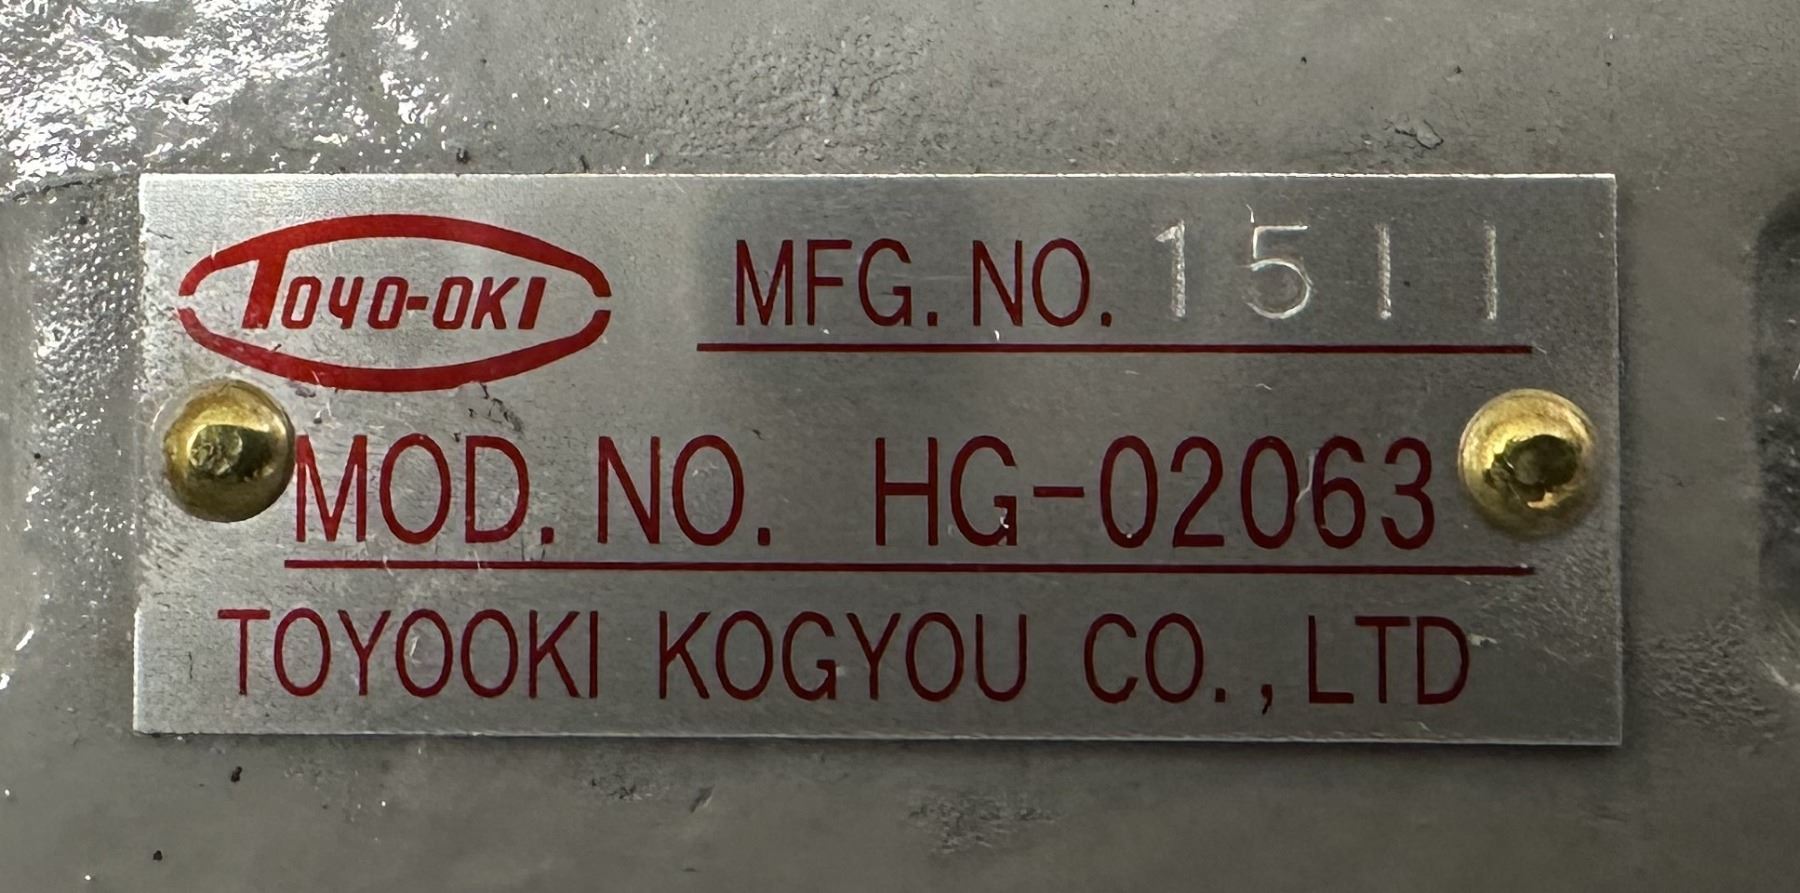 TOYO-OKI
MFG. NO. 1511
MOD. NO. HG-02063
TOYOOKI KOGYOU CO., LTD